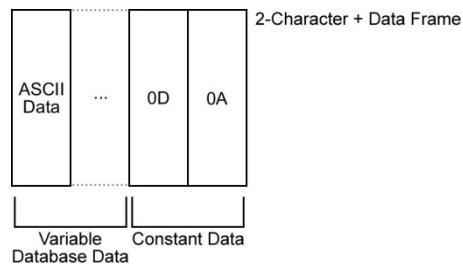 2-Character + Data Frame
ASCII
Data
...
0D
0A
Variable
Database Data
Constant Data